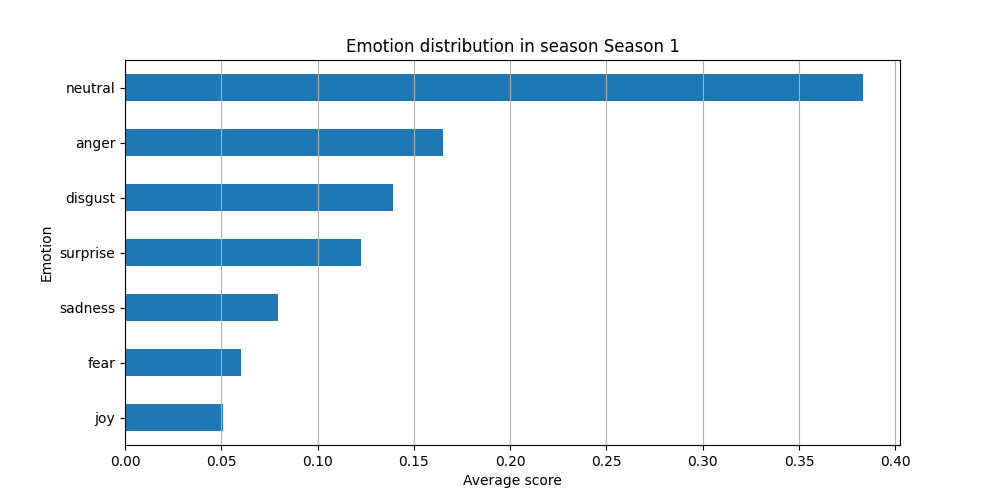 Emotion distribution in season Season 1
Emotion
neutral
anger
disgust
surprise
sadness
fear
joy
0.00 0.05 0.10 0.15 0.20 0.25 0.30 0.35 0.40
Average score